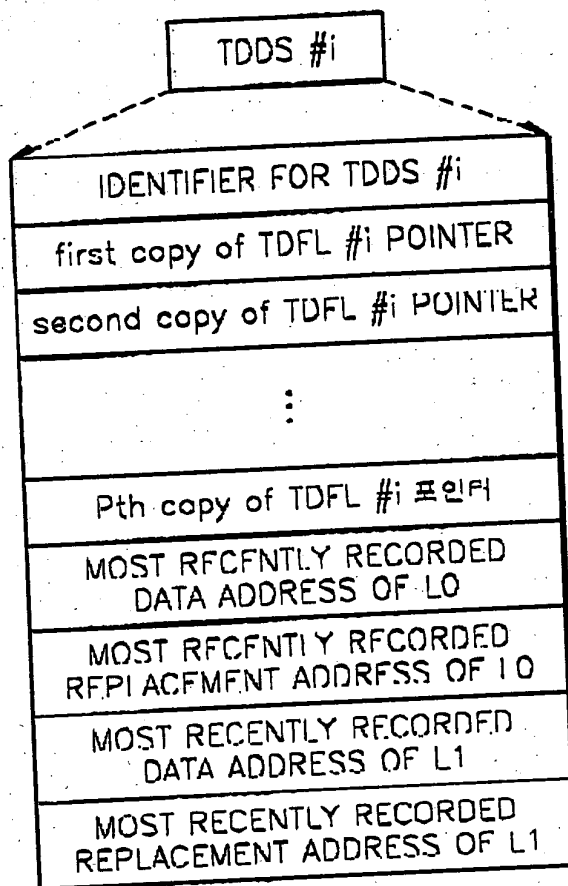 TDDS #i
IDENTIFIER FOR TDDS #i
first copy of TDFL #i POINTER
second copy of TDFL #i POINTER
⋮
Pth copy of TDFL #i 포인터
MOST RECENTLY RECORDED
DATA ADDRESS OF L0
MOST RECENTLY RECORDED
REPLACEMENT ADDRESS OF L0
MOST RECENTLY RECORDED
DATA ADDRESS OF L1
MOST RECENTLY RECORDED
REPLACEMENT ADDRESS OF L1